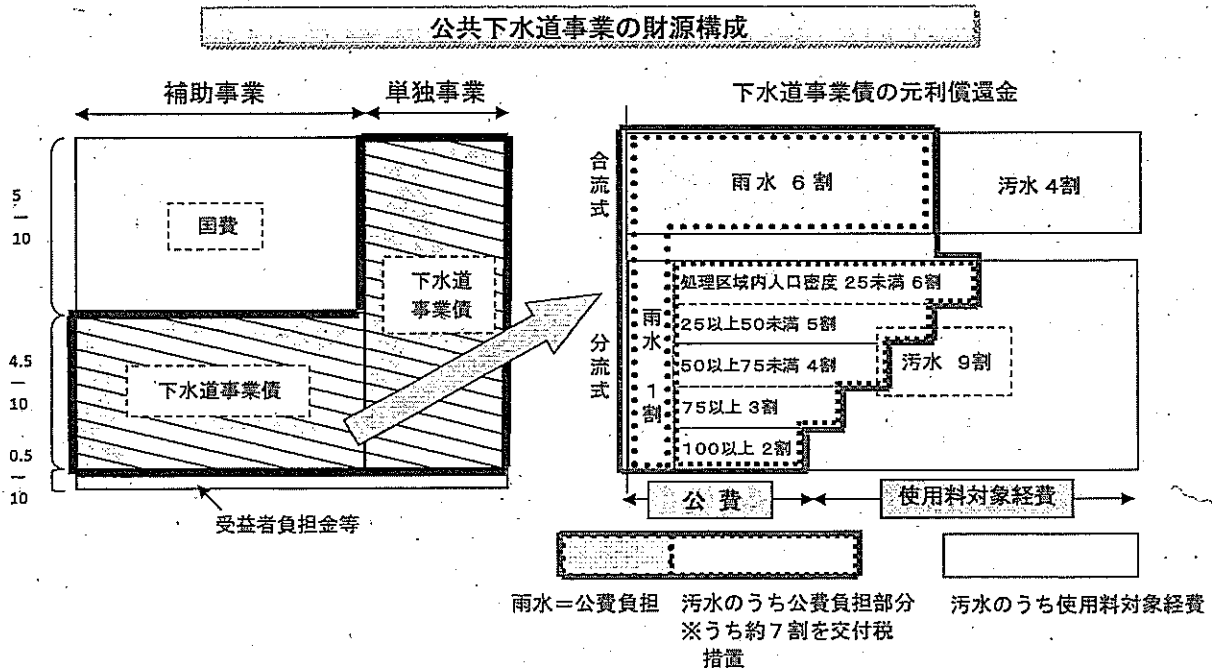 公共下水道事業の財源構成
補助事業
単独事業
5
10
4.5
10
0.5
10
国費
下水道
事業債
下水道事業債
受益者負担金等
下水道事業債の元利償還金
合流式
雨水 6割
汚水 4割
分流式
雨水 1割
処理区域内人口密度 25未満 6割
25以上50未満 5割
50以上75未満 4割
75以上 3割
100以上 2割
汚水 9割
公費
使用料対象経費
雨水=公費負担
汚水のうち公費負担部分
※うち約7割を交付税
措置
汚水のうち使用料対象経費